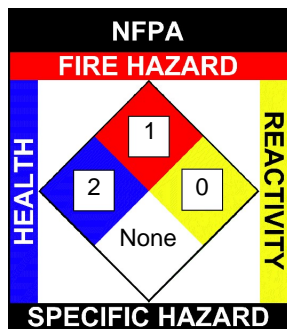 NFPA
FIRE HAZARD
HEALTH
1
2
0
None
REACTIVITY
SPECIFIC HAZARD